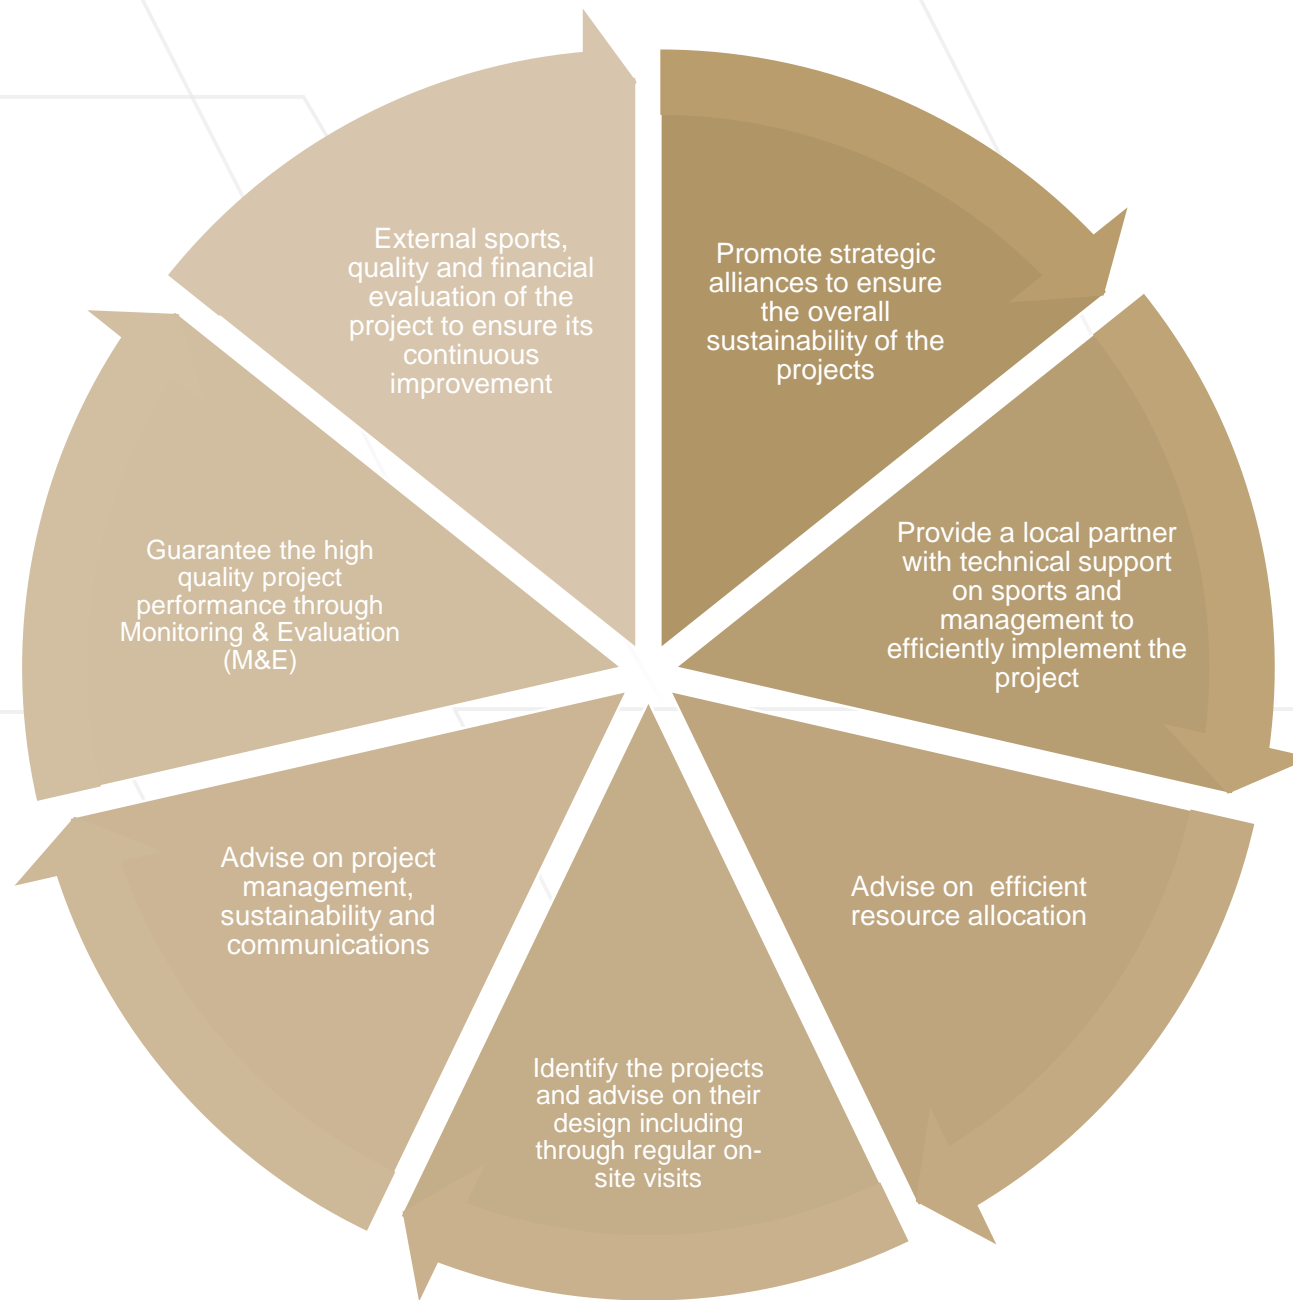 External sports,
quality and financial
evaluation of the
project to ensure its
continuous
improvement
Promote strategic
alliances to ensure
the overall
sustainability of the
projects
Provide a local partner
with technical support
on sports and
management to
efficiently implement the
project
Advise on  efficient
resource allocation
Identify the projects
and advise on their
design including
through regular on-
site visits
Advise on project
management,
sustainability and
communications
Guarantee the high
quality project
performance through
Monitoring & Evaluation
(M&E)